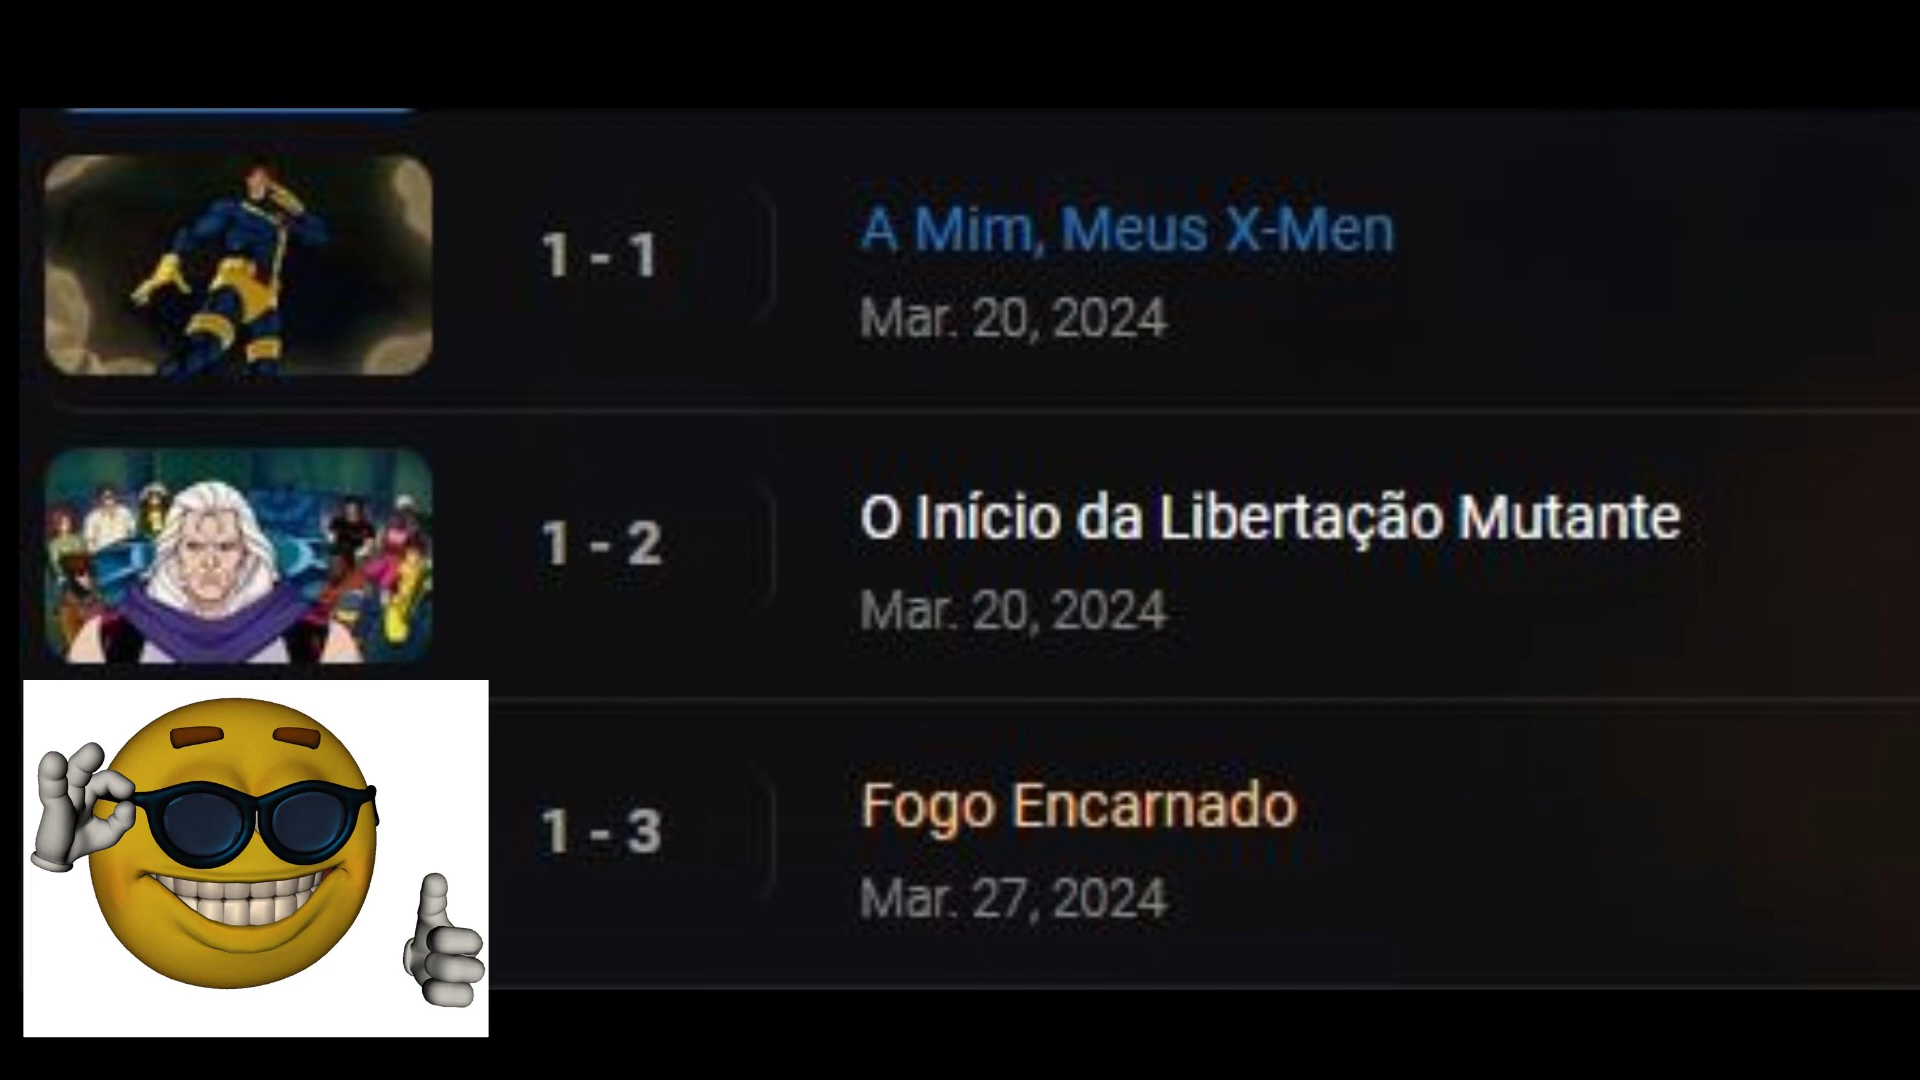 1 - 1
A Mim, Meus X-Men
Mar. 20, 2024
1 - 2
O Início da Libertação Mutante
Mar. 20, 2024
1 - 3
Fogo Encarnado
Mar. 27, 2024